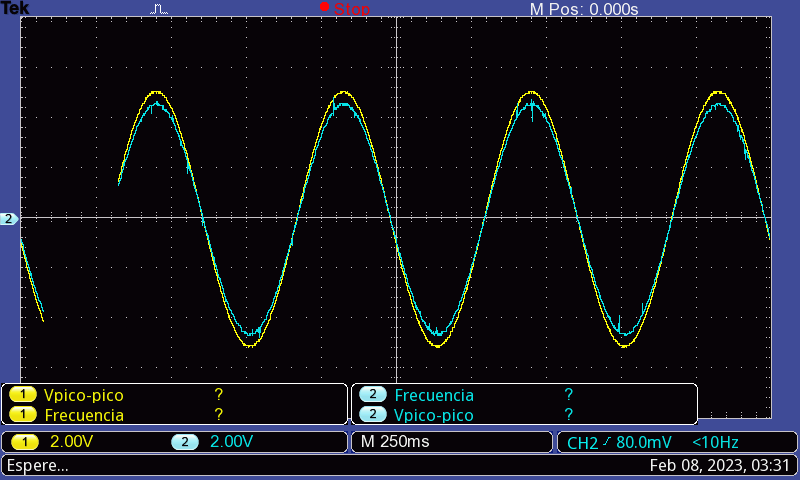 Tek Stop M Pos: 0.000s
2
1 Vpico-pico ? 2 Frecuencia ?
1 Frecuencia ? 2 Vpico-pico ?
1 2.00V 2 2.00V M 250ms CH2 80.0mV <10Hz
Espere... Feb 08, 2023, 03:31